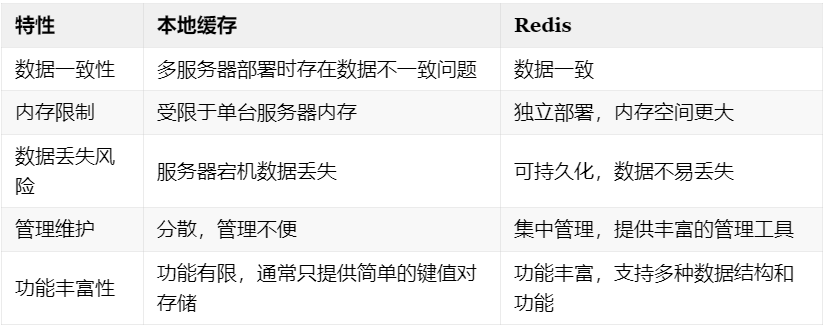 特性 本地缓存 Redis
数据一致性 多服务器部署时存在数据不一致问题 数据一致
内存限制 受限于单台服务器内存 独立部署，内存空间更大
数据丢失风
险
服务器宕机数据丢失 可持久化，数据不易丢失
管理维护 分散，管理不便 集中管理，提供丰富的管理工具
功能丰富性
功能有限，通常只提供简单的键值对
存储
功能丰富，支持多种数据结构和
功能